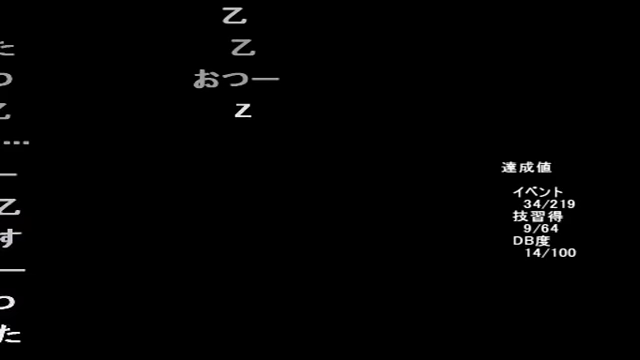 乙
た
乙
つ
おつー
乙
Z
…
達成値
ー
イベント
34/219
乙
技習得
9/64
す
DB度
14/100
ー
つ
た